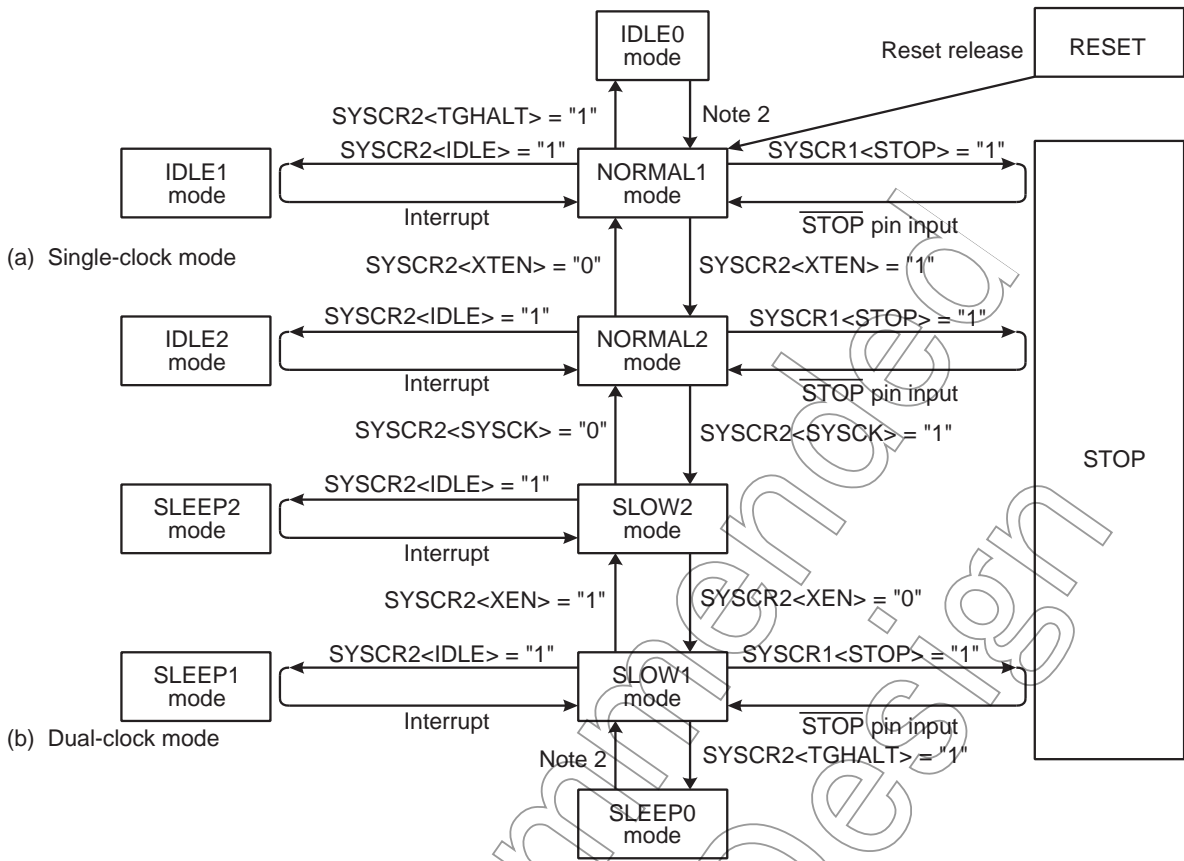 IDLE0
mode
Reset release
RESET
SYSCR2<TGHALT> = "1"
Note 2
SYSCR2<IDLE> = "1"
SYSCR1<STOP> = "1"
IDLE1
mode
NORMAL1
mode
Interrupt
STOP pin input
(a) Single-clock mode
SYSCR2<XTEN> = "0"
SYSCR2<XTEN> = "1"
SYSCR2<IDLE> = "1"
SYSCR1<STOP> = "1"
IDLE2
mode
NORMAL2
mode
Interrupt
STOP pin input
SYSCR2<SYSCK> = "0"
SYSCR2<SYSCK> = "1"
STOP
SYSCR2<IDLE> = "1"
SLEEP2
mode
SLOW2
mode
Interrupt
SYSCR2<XEN> = "1"
SYSCR2<XEN> = "0"
SYSCR2<IDLE> = "1"
SYSCR1<STOP> = "1"
SLEEP1
mode
SLOW1
mode
Interrupt
STOP pin input
(b) Dual-clock mode
Note 2
SYSCR2<TGHALT> = "1"
SLEEP0
mode
mmended
Design